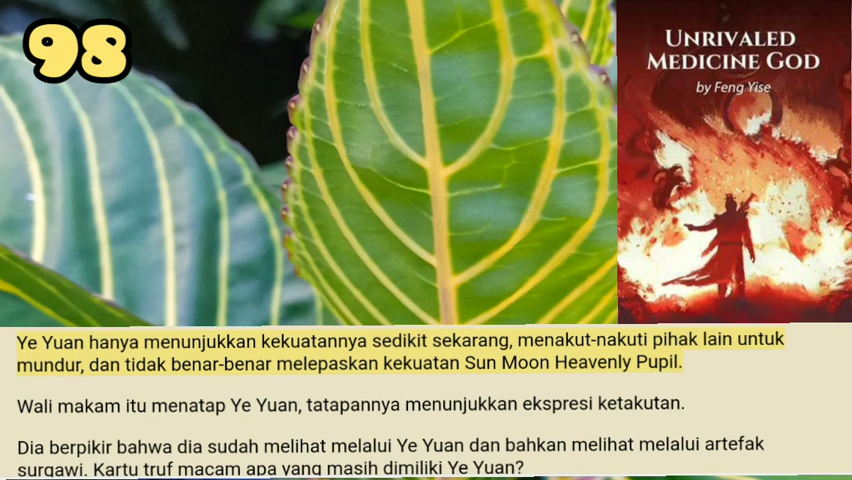 98
UNRIVALED
MEDICINE GOD
by Feng Yise
Ye Yuan hanya menunjukkan kekuatannya sedikit sekarang, menakut-nakuti pihak lain untuk
mundur, dan tidak benar-benar melepaskan kekuatan Sun Moon Heavenly Pupil.
Wali makam itu menatap Ye Yuan, tatapannya menunjukkan ekspresi ketakutan.
Dia berpikir bahwa dia sudah melihat melalui Ye Yuan dan bahkan melihat melalui artefak
surgawi. Kartu truf macam apa yang masih dimiliki Ye Yuan?